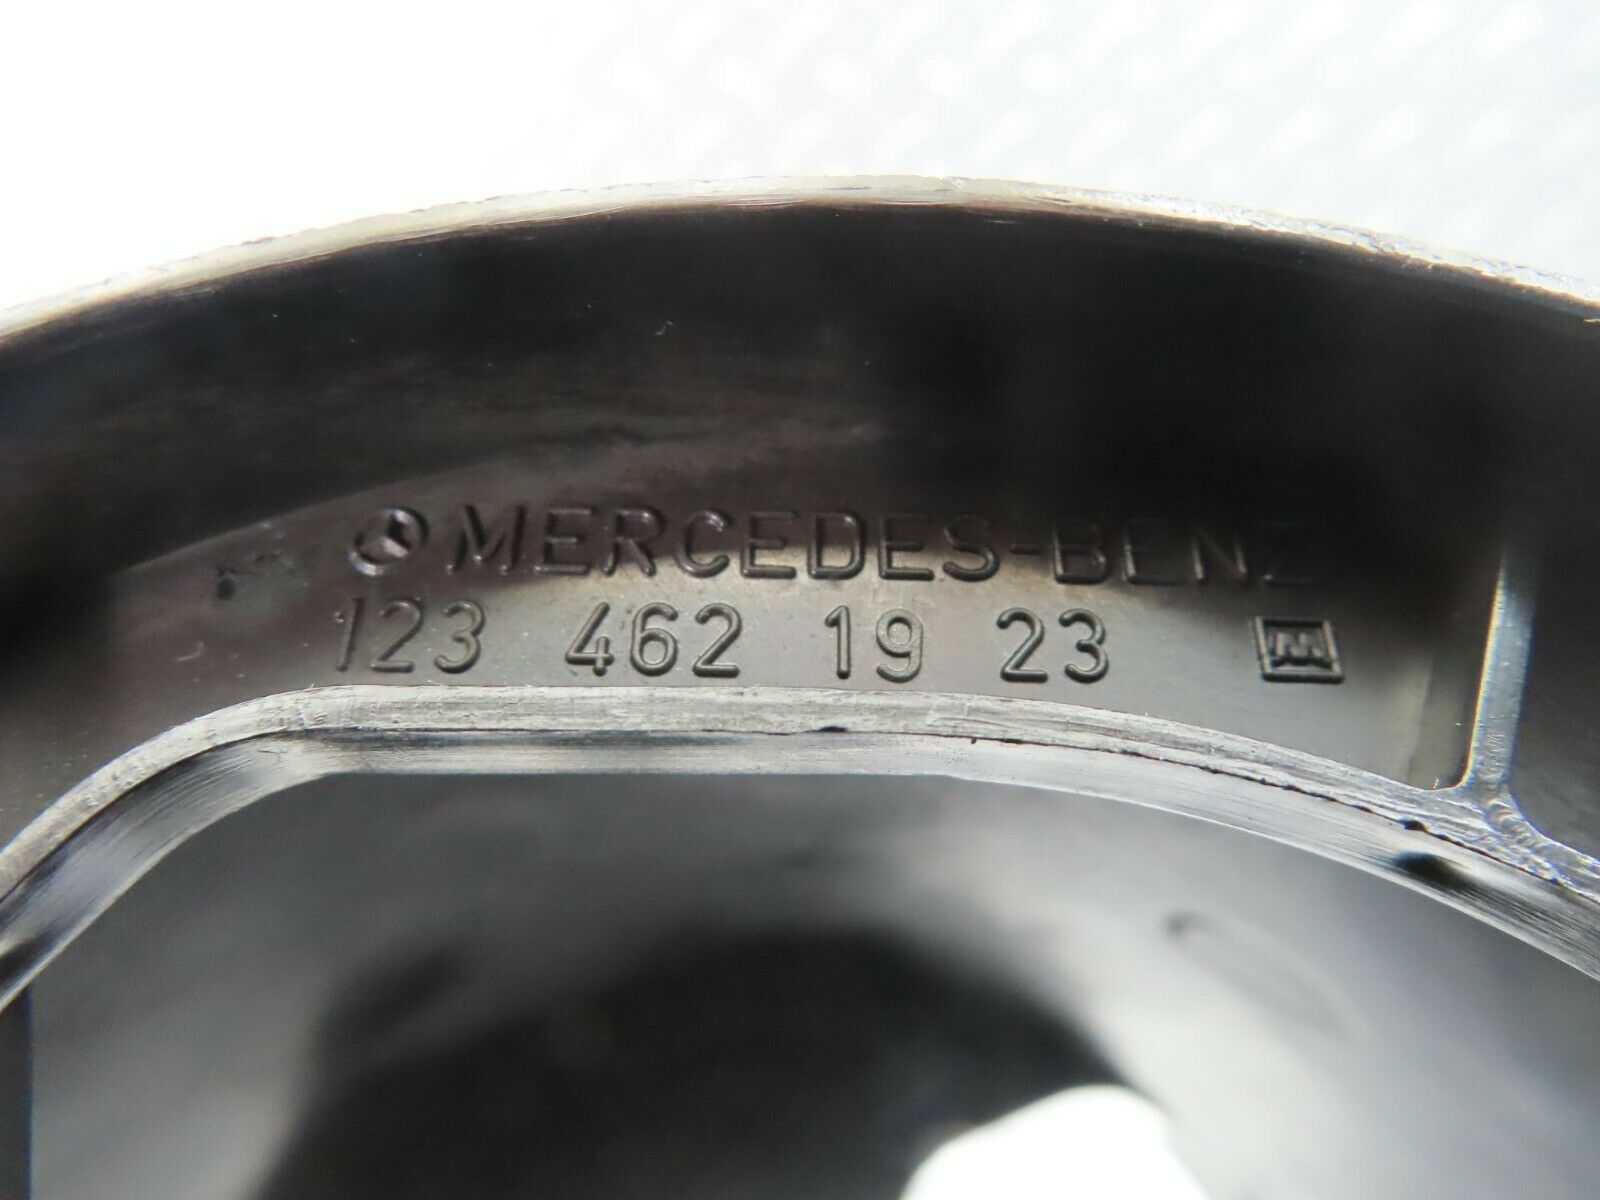 MERCEDES-BENZ
123 462 19 23